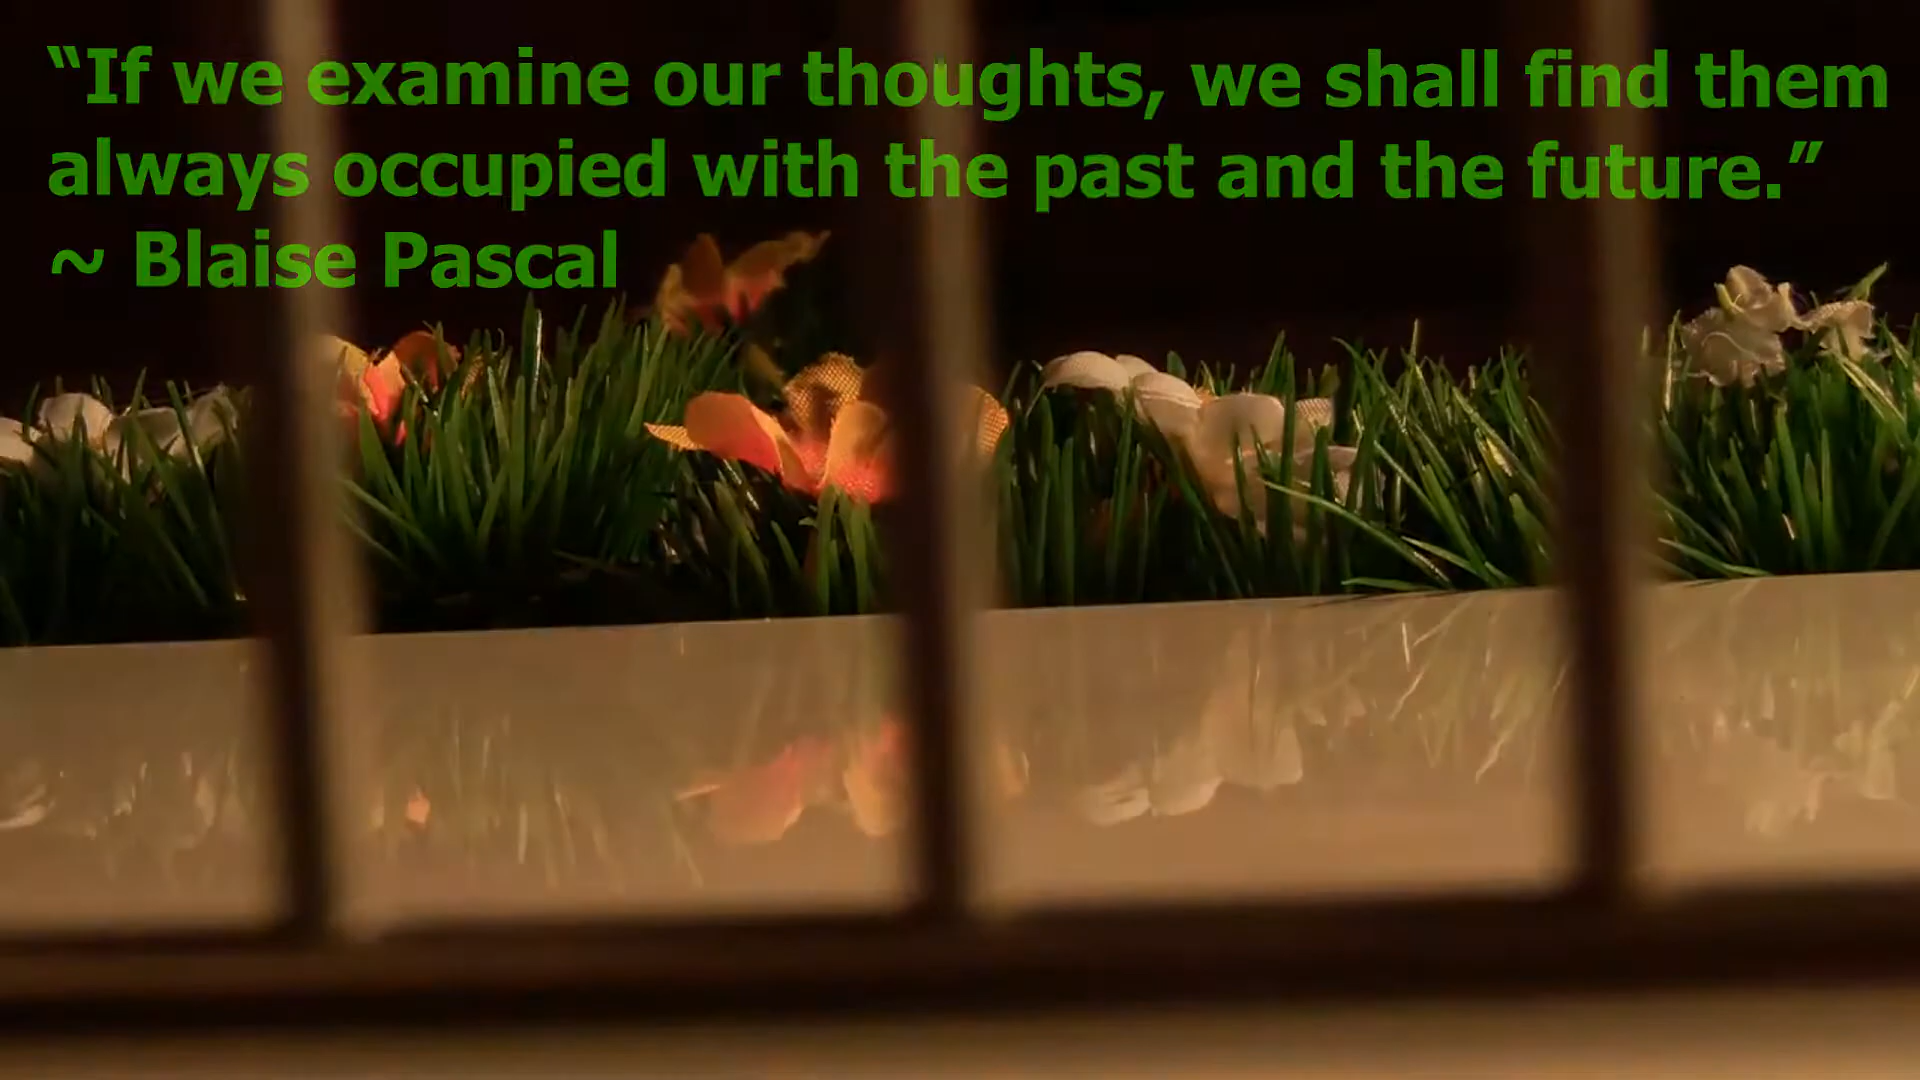 “If we examine our thoughts, we shall find them
always occupied with the past and the future.”
~ Blaise Pascal